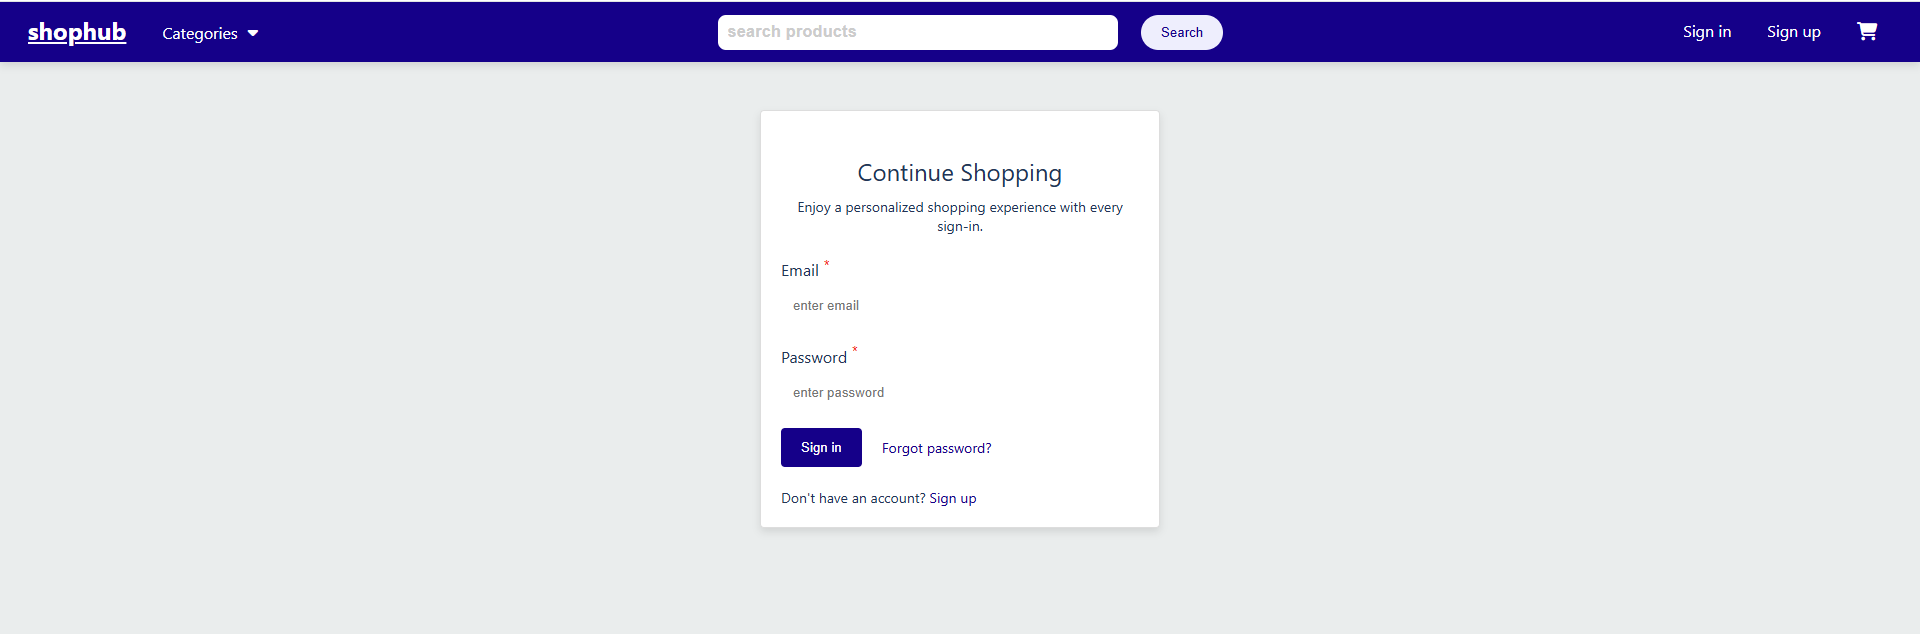 shophub Categories search products Search Sign in Sign up
Continue Shopping
Enjoy a personalized shopping experience with every
sign-in.
Email *
enter email
Password *
enter password
Sign in Forgot password?
Don't have an account? Sign up